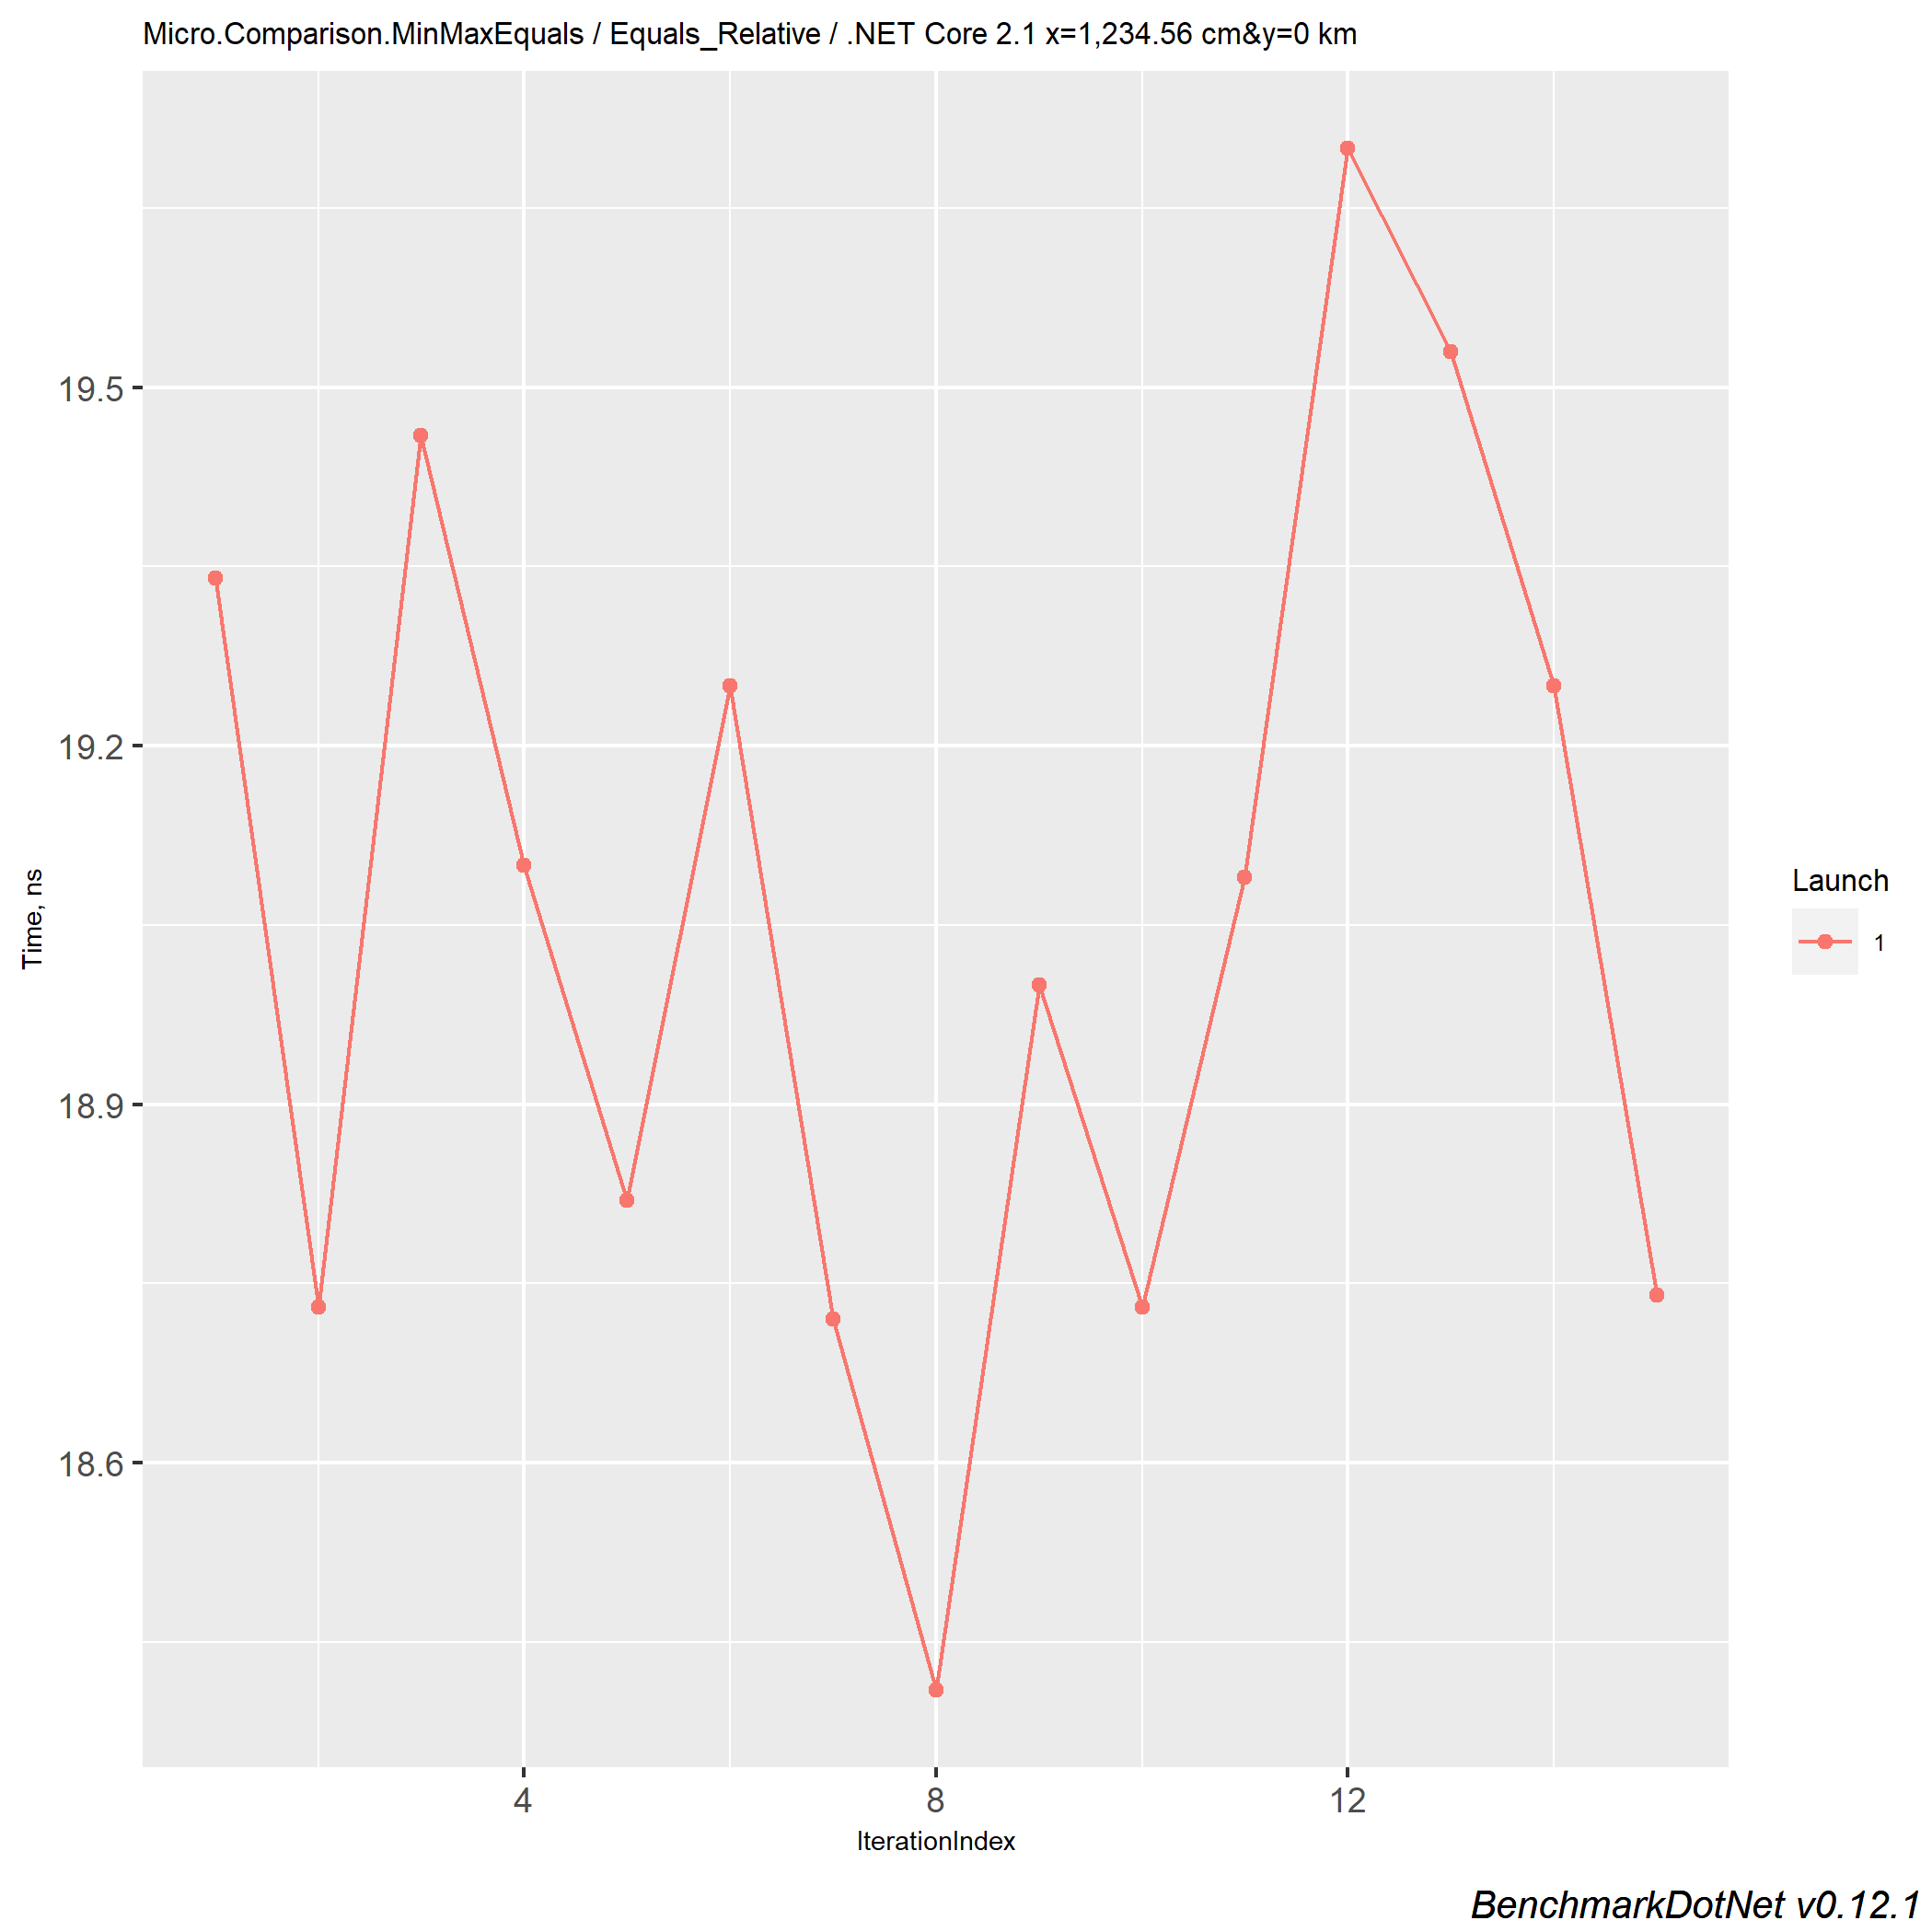 Micro.Comparison.MinMaxEquals / Equals_Relative / .NET Core 2.1 x=1,234.56 cm&y=0 km
19.5
19.2
18.9
18.6
Time, ns
4 8 12
IterationIndex
Launch
1
BenchmarkDotNet v0.12.1